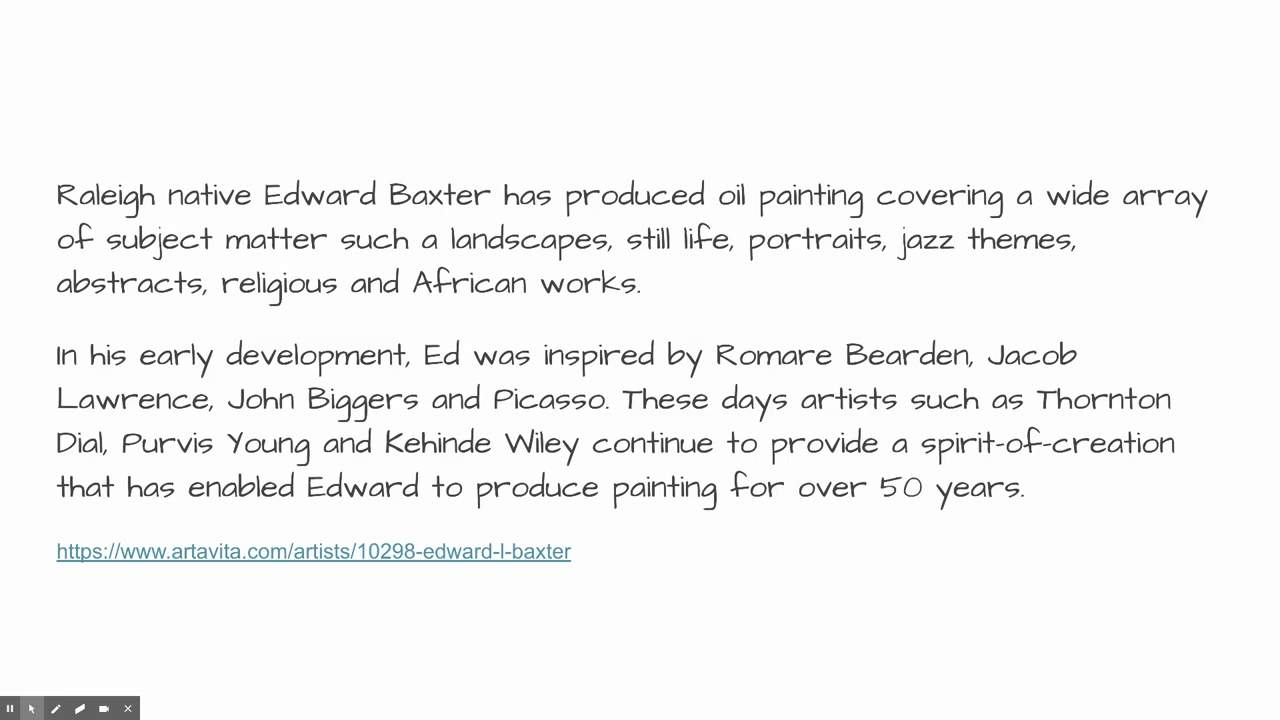 Raleigh native Edward Baxter has produced oil painting covering a wide array
of subject matter such a landscapes, still life, portraits, jazz themes,
abstracts, religious and African works.
In his early development, Ed was inspired by Romare Bearden, Jacob
Lawrence, John Biggers and Picasso. These days artists such as Thornton
Dial, Purvis Young and Kehinde Wiley continue to provide a spirit-of-creation
that has enabled Edward to produce painting for over 50 years.
https://www.artavita.com/artists/10298-edward-l-baxter